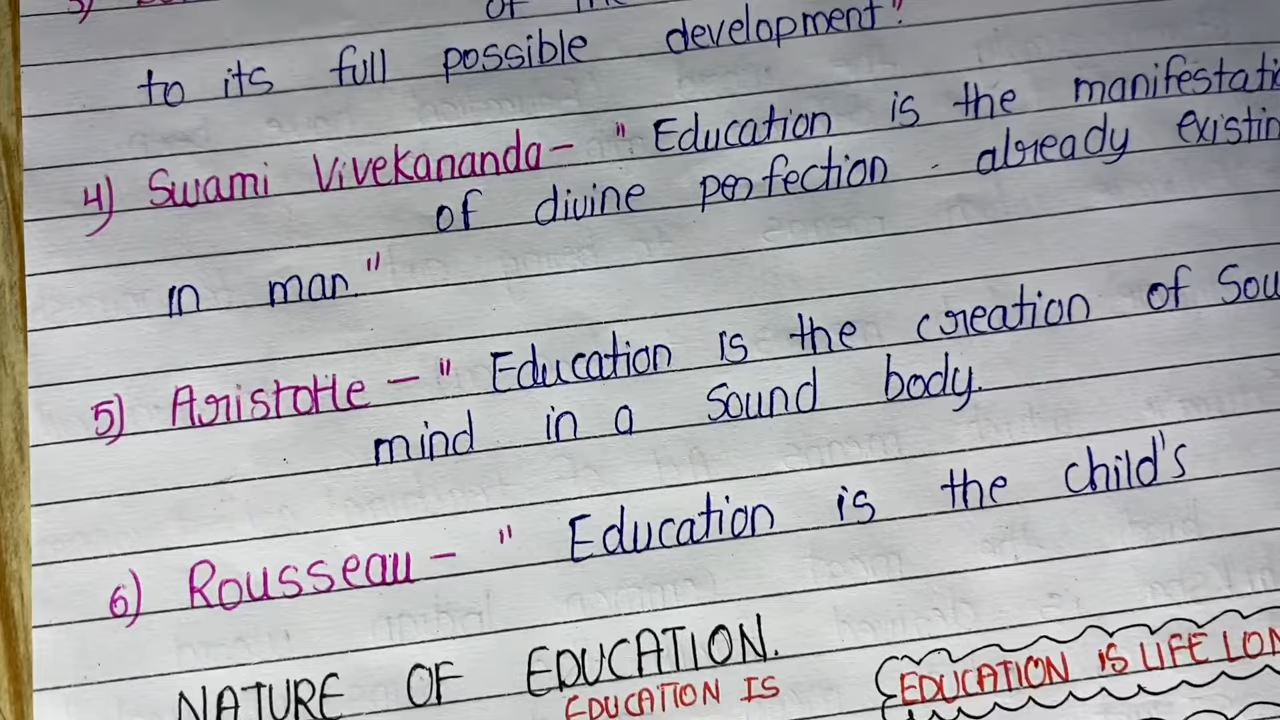 to its full possible development".
4) Swami Vivekananda - "Education is the
of divine perfection already
in man."
5) Aristotle - "Education is the creation of
mind in a sound body.
6) Rousseau - "Education is the child's
NATURE OF EDUCATION.
EDUCATION IS
EDUCATION IS LIFE